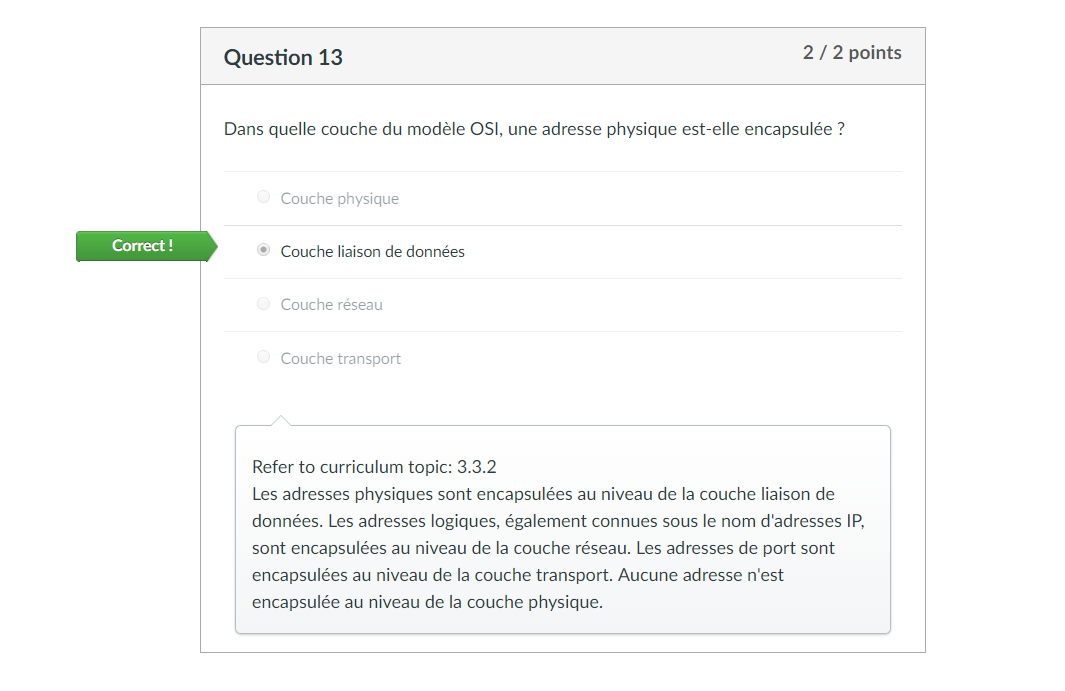 Question 13
2 / 2 points
Dans quelle couche du modèle OSI, une adresse physique est-elle encapsulée ?
Couche physique
Correct !
Couche liaison de données
Couche réseau
Couche transport
Refer to curriculum topic: 3.3.2
Les adresses physiques sont encapsulées au niveau de la couche liaison de
données. Les adresses logiques, également connues sous le nom d'adresses IP,
sont encapsulées au niveau de la couche réseau. Les adresses de port sont
encapsulées au niveau de la couche transport. Aucune adresse n'est
encapsulée au niveau de la couche physique.